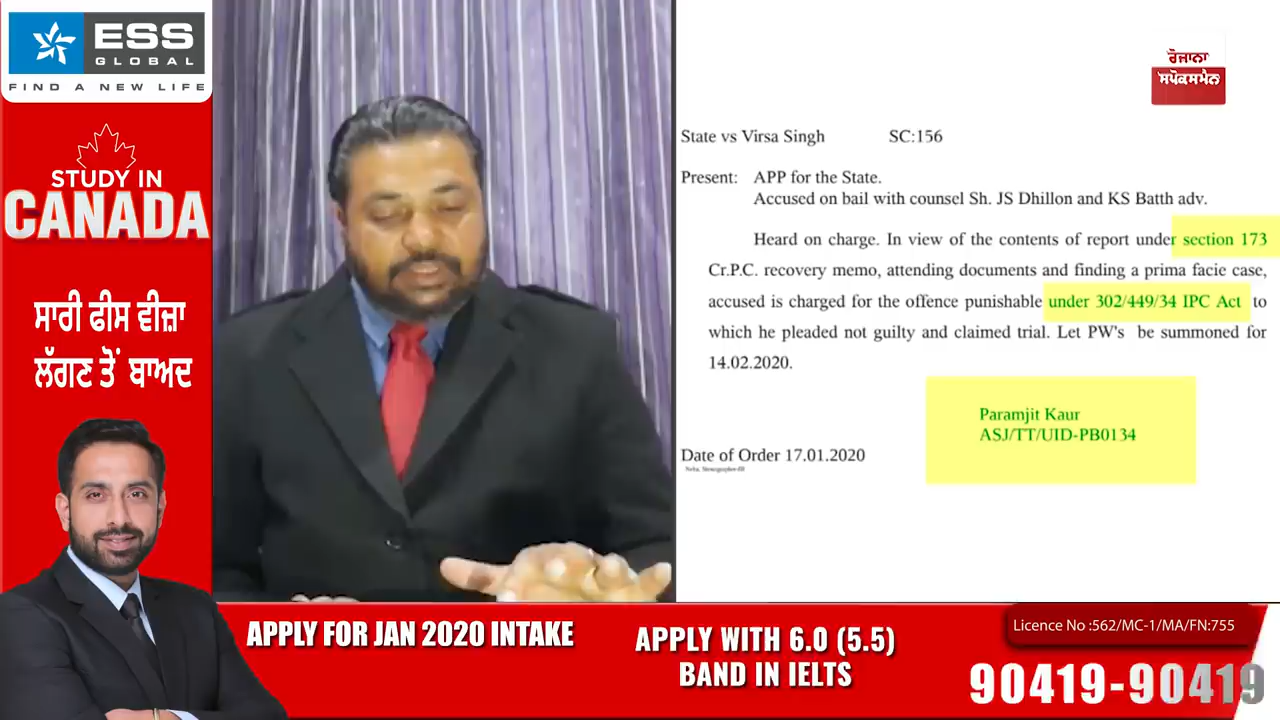 ESS
GLOBAL
FIND A NEW LIFE
STUDY IN
CANADA
ਸਾਰੀ ਫੀਸ ਵੀਜ਼ਾ
ਲੱਗਣ ਤੋਂ ਬਾਅਦ
ਰੋਜ਼ਾਨਾ
ਸਪੋਕਸਮੈਨ
State vs Virsa Singh SC:156
Present: APP for the State.
Accused on bail with counsel Sh. JS Dhillon and KS Batth adv.
Heard on charge. In view of the contents of report under section 173
Cr.P.C. recovery memo, attending documents and finding a prima facie case,
accused is charged for the offence punishable under 302/449/34 IPC Act to
which he pleaded not guilty and claimed trial. Let PW's be summoned for
14.02.2020.
Paramjit Kaur
ASJ/TT/UID-PB0134
Date of Order 17.01.2020
Neha, Stenographer-III
APPLY FOR JAN 2020 INTAKE
APPLY WITH 6.0 (5.5)
BAND IN IELTS
Licence No :562/MC-1/MA/FN:755
90419-90419